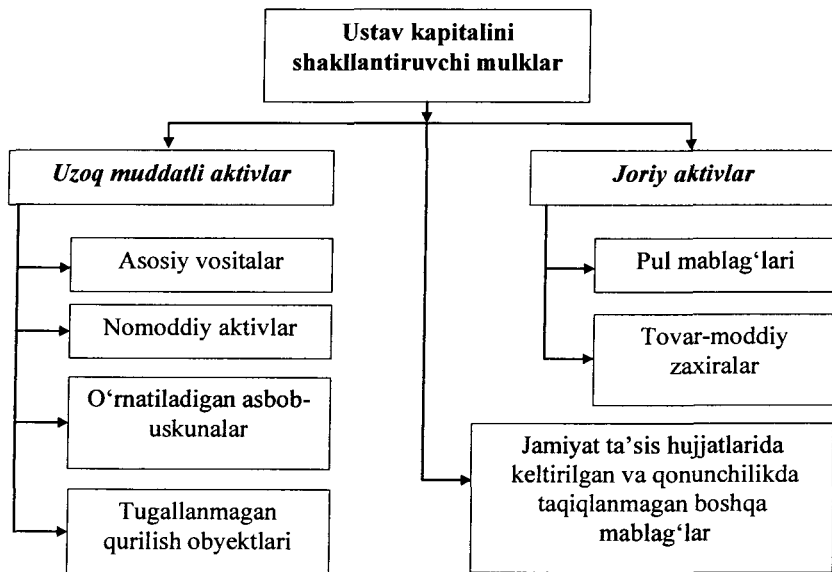 Ustav kapitalini
shakllantiruvchi mulklar
Uzoq muddatli aktivlar
Asosiy vositalar
Nomoddiy aktivlar
O‘rnatiladigan asbob-
uskunalar
Tugallanmagan
qurilish obyektlari
Joriy aktivlar
Pul mablag‘lari
Tovar-moddiy
zaxiralar
Jamiyat ta’sis hujjatlarida
keltirilgan va qonunchilikda
taqiqlanmagan boshqa
mablag‘lar